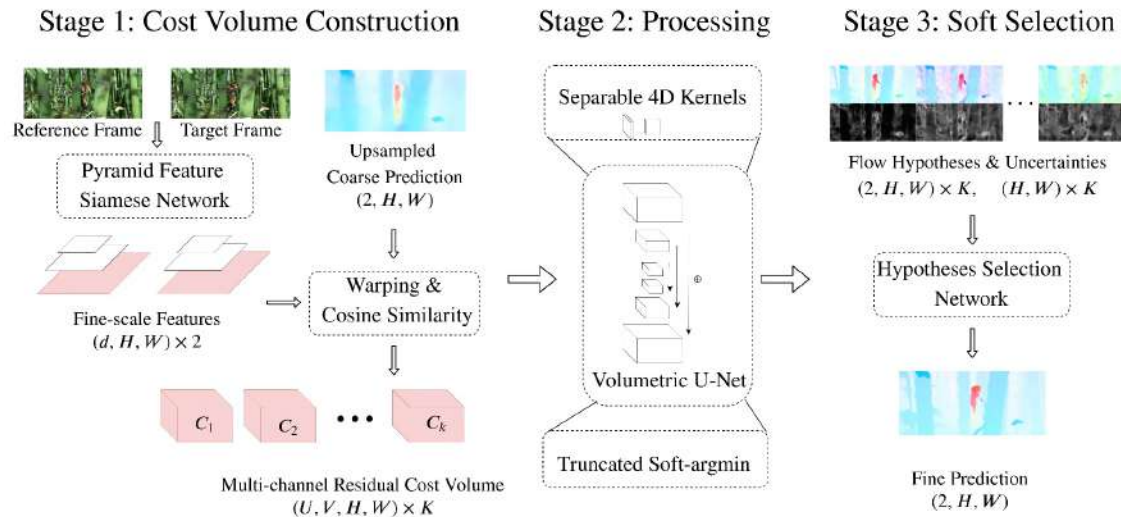 Stage 1: Cost Volume Construction
Reference Frame
Target Frame
Pyramid Feature
Siamese Network
Upsampled
Coarse Prediction
(2, H, W)
Fine-scale Features
(d, H, W) × 2
Warping &
Cosine Similarity
C₁
C₂
•••
Cₖ
Multi-channel Residual Cost Volume
(U, V, H, W) × K
Stage 2: Processing
Separable 4D Kernels
⊕
Volumetric U-Net
Truncated Soft-argmin
Stage 3: Soft Selection
...
Flow Hypotheses & Uncertainties
(2, H, W) × K, (H, W) × K
Hypotheses Selection
Network
Fine Prediction
(2, H, W)